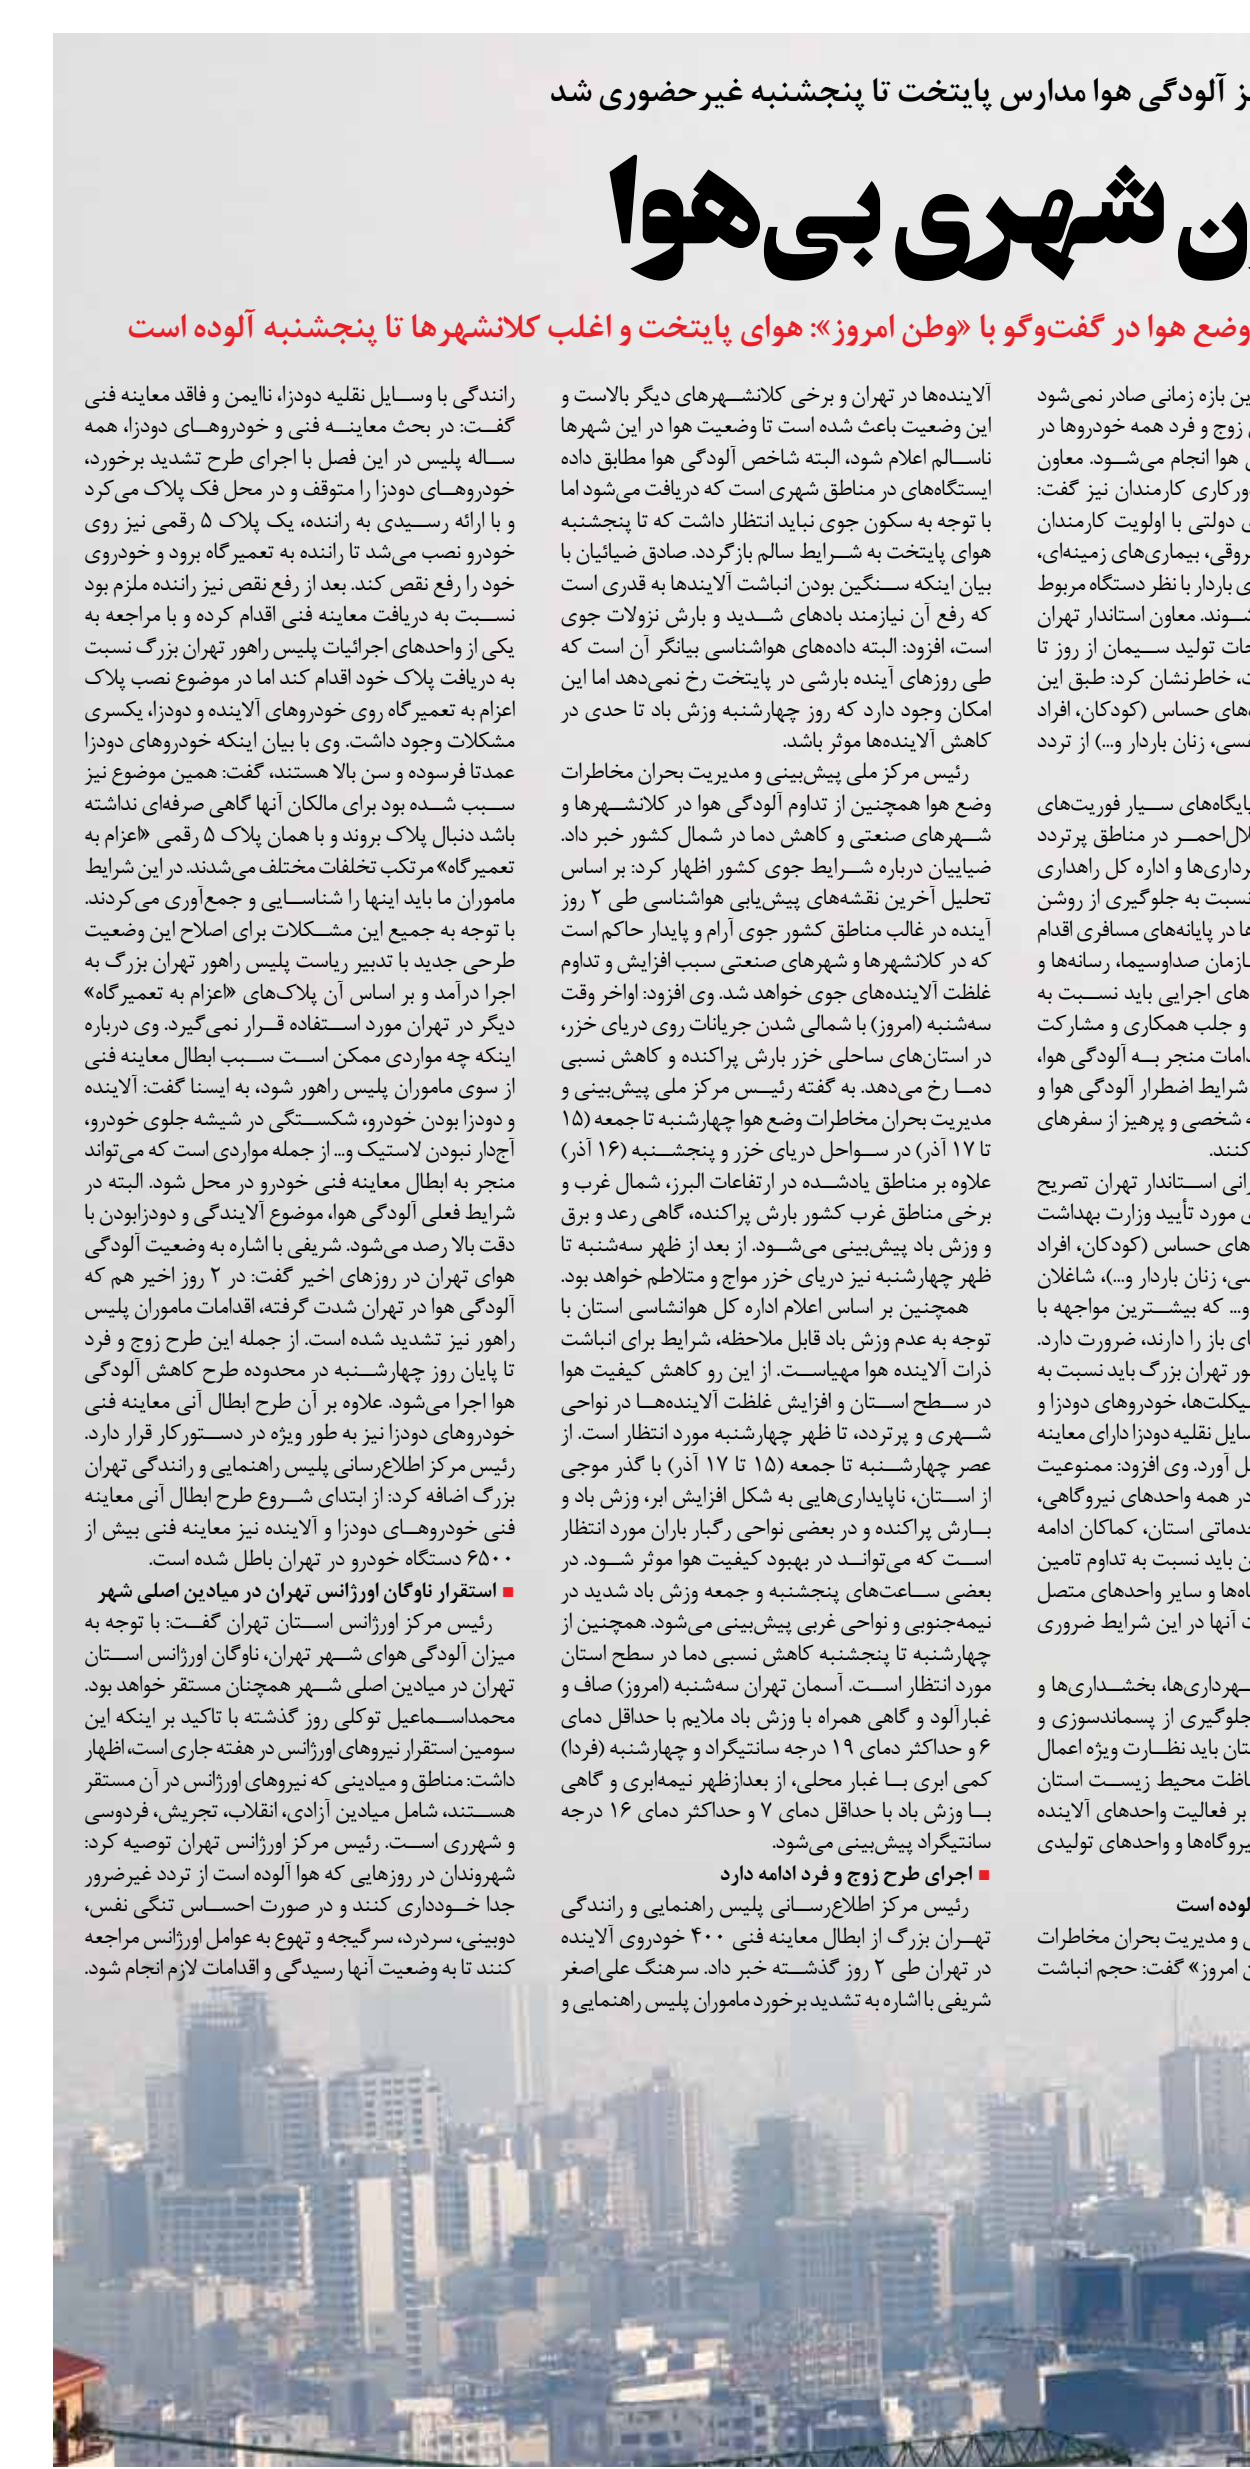 ز آلودگی هوا مدارس پایتخت تا پنجشنبه غیرحضوری شد
ن شهری بی‌هوا
وضع هوا در گفت‌وگو با «وطن امروز»: هوای پایتخت و اغلب کلانشهرها تا پنجشنبه آلوده است
ین بازه زمانی صادر نمی‌شود
زوج و فرد همه خودروها در
هوا انجام می‌شود. معاون
ورکاری کارمندان نیز گفت:
دولتی با اولویت کارمندان
روقی، بیماری‌های زمینه‌ای،
ی باردار با نظر دستگاه مربوط
شوند. معاون استاندار تهران
جات تولید سیمان از روز تا
ت، خاطرنشان کرد: طبق این
ه‌های حساس (کودکان، افراد
فسی، زنان باردار و...) از تردد
پایگاه‌های سیار فوریت‌های
لال‌احمر در مناطق پرتردد
رداری‌ها و اداره کل راهداری
نسبت به جلوگیری از روشن
ها در پایانه‌های مسافری اقدام
ازمان صداوسیما، رسانه‌ها و
های اجرایی باید نسبت به
و جلب همکاری و مشارکت
دامات منجر به آلودگی هوا،
شرایط اضطرار آلودگی هوا و
ه شخصی و پرهیز از سفرهای
کنند.
رانی استاندار تهران تصریح
ی مورد تأیید وزارت بهداشت
های حساس (کودکان، افراد
سی، زنان باردار و...)، شاغلان
و... که بیشترین مواجهه با
ای باز را دارند، ضرورت دارد.
ور تهران بزرگ باید نسبت به
یکلت‌ها، خودروهای دودزا و
سایل نقلیه دودزا دارای معاینه
ل آورد. وی افزود: ممنوعیت
در همه واحدهای نیروگاهی،
خدماتی استان، کماکان ادامه
ن باید نسبت به تداوم تامین
اه‌ها و سایر واحدهای متصل
ت آنها در این شرایط ضروری
هرداری‌ها، بخشداری‌ها و
جلوگیری از پسماندسوزی و
تان باید نظارت ویژه اعمال
اظت محیط زیست استان
بر فعالیت واحدهای آلاینده
یروگاه‌ها و واحدهای تولیدی
لوده است
ی و مدیریت بحران مخاطرات
ن امروز» گفت: حجم انباشت
آلاینده‌ها در تهران و برخی کلانشهرهای دیگر بالاست و
این وضعیت باعث شده است تا وضعیت هوا در این شهرها
ناسالم اعلام شود، البته شاخص آلودگی هوا مطابق داده
ایستگاه‌های در مناطق شهری است که دریافت می‌شود اما
با توجه به سکون جوی نباید انتظار داشت که تا پنجشنبه
هوای پایتخت به شرایط سالم بازگردد. صادق ضیائیان با
بیان اینکه سنگین بودن انباشت آلایندها به قدری است
که رفع آن نیازمند بادهای شدید و بارش نزولات جوی
است، افزود: البته داده‌های هواشناسی بیانگر آن است که
طی روزهای آینده بارشی در پایتخت رخ نمی‌دهد اما این
امکان وجود دارد که روز چهارشنبه وزش باد تا حدی در
کاهش آلاینده‌ها موثر باشد.
رئیس مرکز ملی پیش‌بینی و مدیریت بحران مخاطرات
وضع هوا همچنین از تداوم آلودگی هوا در کلانشهرها و
شهرهای صنعتی و کاهش دما در شمال کشور خبر داد.
ضیاییان درباره شرایط جوی کشور اظهار کرد: بر اساس
تحلیل آخرین نقشه‌های پیش‌یابی هواشناسی طی ۲ روز
آینده در غالب مناطق کشور جوی آرام و پایدار حاکم است
که در کلانشهرها و شهرهای صنعتی سبب افزایش و تداوم
غلظت آلاینده‌های جوی خواهد شد. وی افزود: اواخر وقت
سه‌شنبه (امروز) با شمالی شدن جریانات روی دریای خزر،
در استان‌های ساحلی خزر بارش پراکنده و کاهش نسبی
دما رخ می‌دهد. به گفته رئیس مرکز ملی پیش‌بینی و
مدیریت بحران مخاطرات وضع هوا چهارشنبه تا جمعه (۱۵
تا ۱۷ آذر) در سواحل دریای خزر و پنجشنبه (۱۶ آذر)
علاوه بر مناطق یادشده در ارتفاعات البرز، شمال غرب و
برخی مناطق غرب کشور بارش پراکنده، گاهی رعد و برق
و وزش باد پیش‌بینی می‌شود. از بعد از ظهر سه‌شنبه تا
ظهر چهارشنبه نیز دریای خزر مواج و متلاطم خواهد بود.
همچنین بر اساس اعلام اداره کل هوانشاسی استان با
توجه به عدم وزش باد قابل ملاحظه، شرایط برای انباشت
ذرات آلاینده هوا مهیاست. از این رو کاهش کیفیت هوا
در سطح استان و افزایش غلظت آلاینده‌ها در نواحی
شهری و پرتردد، تا ظهر چهارشنبه مورد انتظار است. از
عصر چهارشنبه تا جمعه (۱۵ تا ۱۷ آذر) با گذر موجی
از استان، ناپایداری‌هایی به شکل افزایش ابر، وزش باد و
بارش پراکنده و در بعضی نواحی رگبار باران مورد انتظار
است که می‌تواند در بهبود کیفیت هوا موثر شود. در
بعضی ساعت‌های پنجشنبه و جمعه وزش باد شدید در
نیمه‌جنوبی و نواحی غربی پیش‌بینی می‌شود. همچنین از
چهارشنبه تا پنجشنبه کاهش نسبی دما در سطح استان
مورد انتظار است. آسمان تهران سه‌شنبه (امروز) صاف و
غبارآلود و گاهی همراه با وزش باد ملایم با حداقل دمای
۶ و حداکثر دمای ۱۹ درجه سانتیگراد و چهارشنبه (فردا)
کمی ابری با غبار محلی، از بعدازظهر نیمه‌ابری و گاهی
با وزش باد با حداقل دمای ۷ و حداکثر دمای ۱۶ درجه
سانتیگراد پیش‌بینی می‌شود.
■ اجرای طرح زوج و فرد ادامه دارد
رئیس مرکز اطلاع‌رسانی پلیس راهنمایی و رانندگی
تهران بزرگ از ابطال معاینه فنی ۴۰۰ خودروی آلاینده
در تهران طی ۲ روز گذشته خبر داد. سرهنگ علی‌اصغر
شریفی با اشاره به تشدید برخورد ماموران پلیس راهنمایی و
رانندگی با وسایل نقلیه دودزا، ناایمن و فاقد معاینه فنی
گفت: در بحث معاینه فنی و خودروهای دودزا، همه
ساله پلیس در این فصل با اجرای طرح تشدید برخورد،
خودروهای دودزا را متوقف و در محل فک پلاک می‌کرد
و با ارائه رسیدی به راننده، یک پلاک ۵ رقمی نیز روی
خودرو نصب می‌شد تا راننده به تعمیرگاه برود و خودروی
خود را رفع نقص کند. بعد از رفع نقص نیز راننده ملزم بود
نسبت به دریافت معاینه فنی اقدام کرده و با مراجعه به
یکی از واحدهای اجرائیات پلیس راهور تهران بزرگ نسبت
به دریافت پلاک خود اقدام کند اما در موضوع نصب پلاک
اعزام به تعمیرگاه روی خودروهای آلاینده و دودزا، یکسری
مشکلات وجود داشت. وی با بیان اینکه خودروهای دودزا
عمدتا فرسوده و سن بالا هستند، گفت: همین موضوع نیز
سبب شده بود برای مالکان آنها گاهی صرفه‌ای نداشته
باشد دنبال پلاک بروند و با همان پلاک ۵ رقمی «اعزام به
تعمیرگاه» مرتکب تخلفات مختلف می‌شدند. در این شرایط
ماموران ما باید اینها را شناسایی و جمع‌آوری می‌کردند.
با توجه به جمیع این مشکلات برای اصلاح این وضعیت
طرحی جدید با تدبیر ریاست پلیس راهور تهران بزرگ به
اجرا درآمد و بر اساس آن پلاک‌های «اعزام به تعمیرگاه»
دیگر در تهران مورد استفاده قرار نمی‌گیرد. وی درباره
اینکه چه مواردی ممکن است سبب ابطال معاینه فنی
از سوی ماموران پلیس راهور شود، به ایسنا گفت: آلاینده
و دودزا بودن خودرو، شکستگی در شیشه جلوی خودرو،
آج‌دار نبودن لاستیک و... از جمله مواردی است که می‌تواند
منجر به ابطال معاینه فنی خودرو در محل شود. البته در
شرایط فعلی آلودگی هوا، موضوع آلایندگی و دودزابودن با
دقت بالا رصد می‌شود. شریفی با اشاره به وضعیت آلودگی
هوای تهران در روزهای اخیر گفت: در ۲ روز اخیر هم که
آلودگی هوا در تهران شدت گرفته، اقدامات ماموران پلیس
راهور نیز تشدید شده است. از جمله این طرح زوج و فرد
تا پایان روز چهارشنبه در محدوده طرح کاهش آلودگی
هوا اجرا می‌شود. علاوه بر آن طرح ابطال آنی معاینه فنی
خودروهای دودزا نیز به طور ویژه در دستورکار قرار دارد.
رئیس مرکز اطلاع‌رسانی پلیس راهنمایی و رانندگی تهران
بزرگ اضافه کرد: از ابتدای شروع طرح ابطال آنی معاینه
فنی خودروهای دودزا و آلاینده نیز معاینه فنی بیش از
۶۵۰۰ دستگاه خودرو در تهران باطل شده است.
■ استقرار ناوگان اورژانس تهران در میادین اصلی شهر
رئیس مرکز اورژانس استان تهران گفت: با توجه به
میزان آلودگی هوای شهر تهران، ناوگان اورژانس استان
تهران در میادین اصلی شهر همچنان مستقر خواهد بود.
محمداسماعیل توکلی روز گذشته با تاکید بر اینکه این
سومین استقرار نیروهای اورژانس در هفته جاری است، اظهار
داشت: مناطق و میادینی که نیروهای اورژانس در آن مستقر
هستند، شامل میادین آزادی، انقلاب، تجریش، فردوسی
و شهرری است. رئیس مرکز اورژانس تهران توصیه کرد:
شهروندان در روزهایی که هوا آلوده است از تردد غیرضرور
جدا خودداری کنند و در صورت احساس تنگی نفس،
دوبینی، سردرد، سرگیجه و تهوع به عوامل اورژانس مراجعه
کنند تا به وضعیت آنها رسیدگی و اقدامات لازم انجام شود.